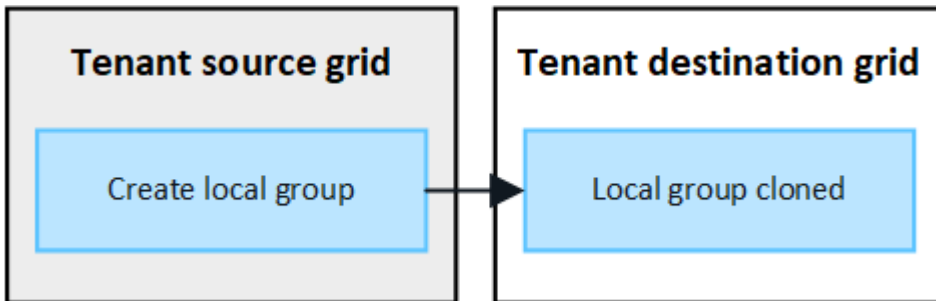 Tenant source grid
Create local group
Tenant destination grid
Local group cloned